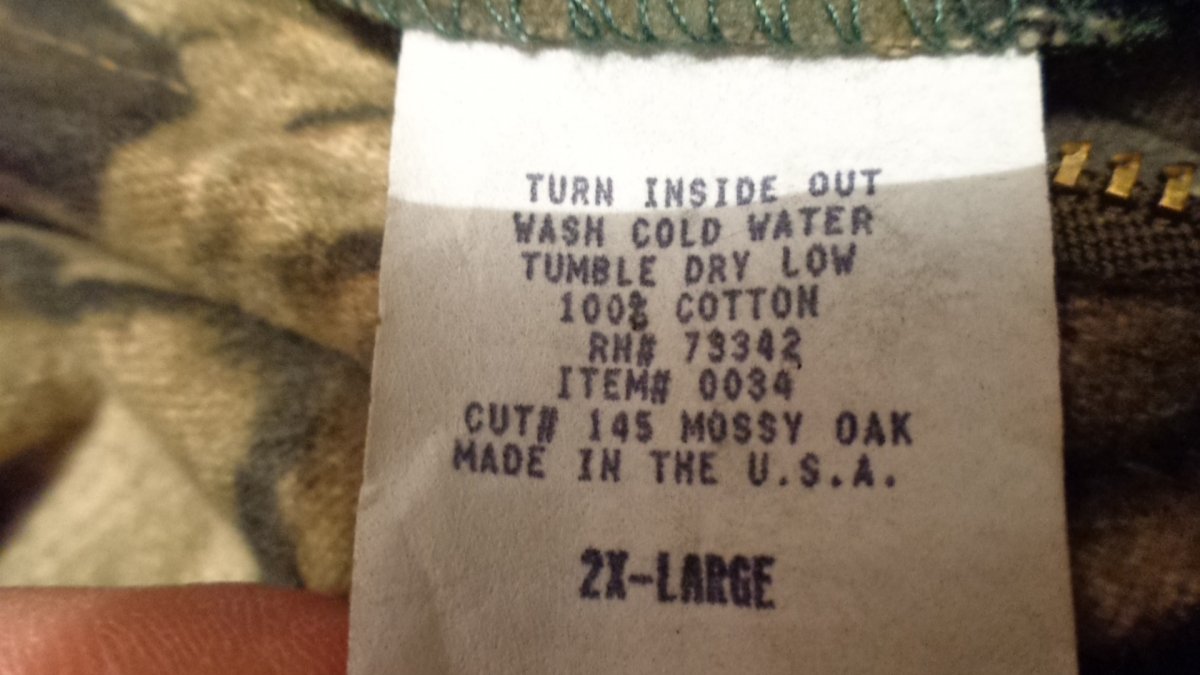 TURN INSIDE OUT
WASH COLD WATER
TUMBLE DRY LOW
100% COTTON
RN# 73342
ITEM# 0034
CUT# 145 MOSSY OAK
MADE IN THE U.S.A.
2X-LARGE